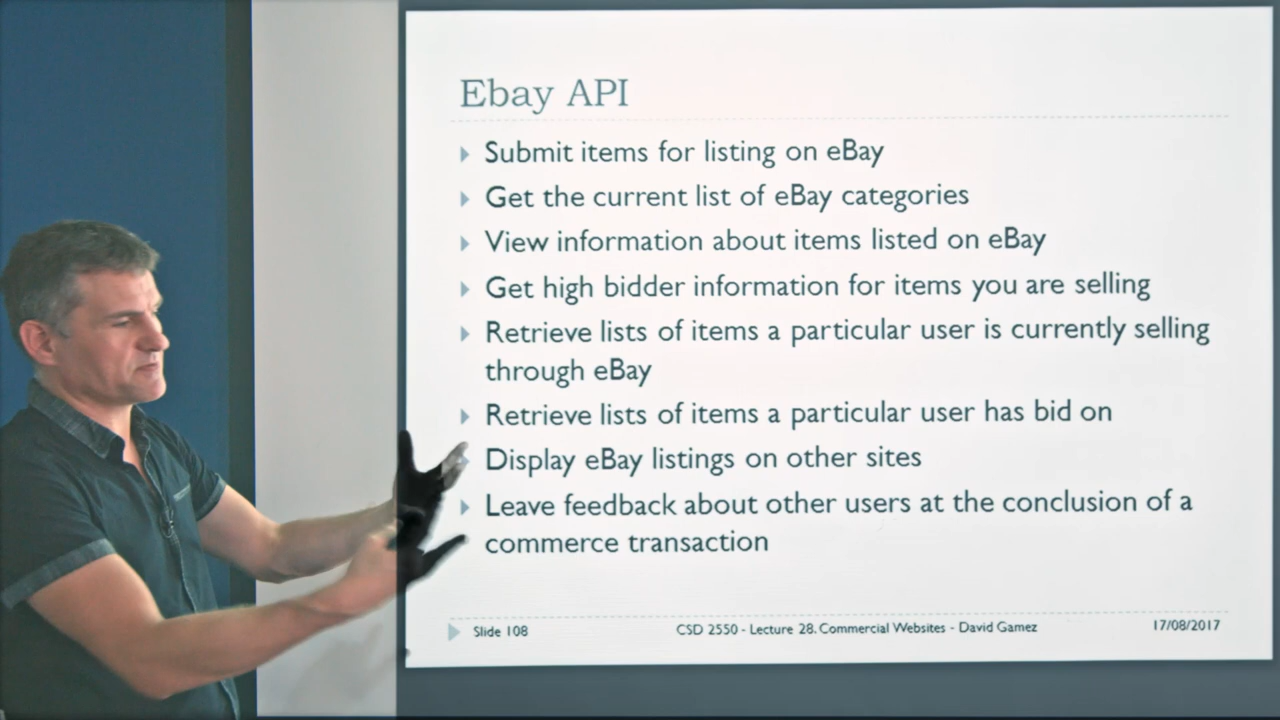 Ebay API
Submit items for listing on eBay
Get the current list of eBay categories
View information about items listed on eBay
Get high bidder information for items you are selling
Retrieve lists of items a particular user is currently selling
through eBay
Retrieve lists of items a particular user has bid on
Display eBay listings on other sites
Leave feedback about other users at the conclusion of a
commerce transaction
Slide 108 CSD 2550 - Lecture 28. Commercial Websites - David Gamez 17/08/2017